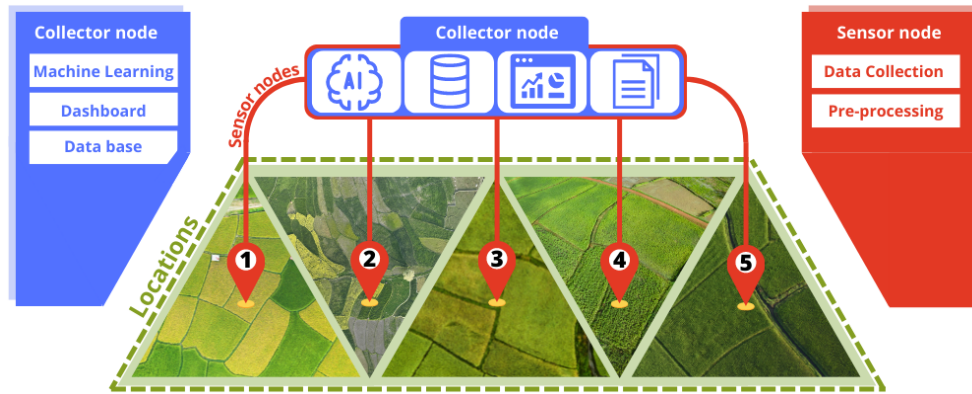 Collector node
Machine Learning
Dashboard
Data base
Collector node
AI
Sensor nodes
Sensor node
Data Collection
Pre-processing
Locations
1
2
3
4
5